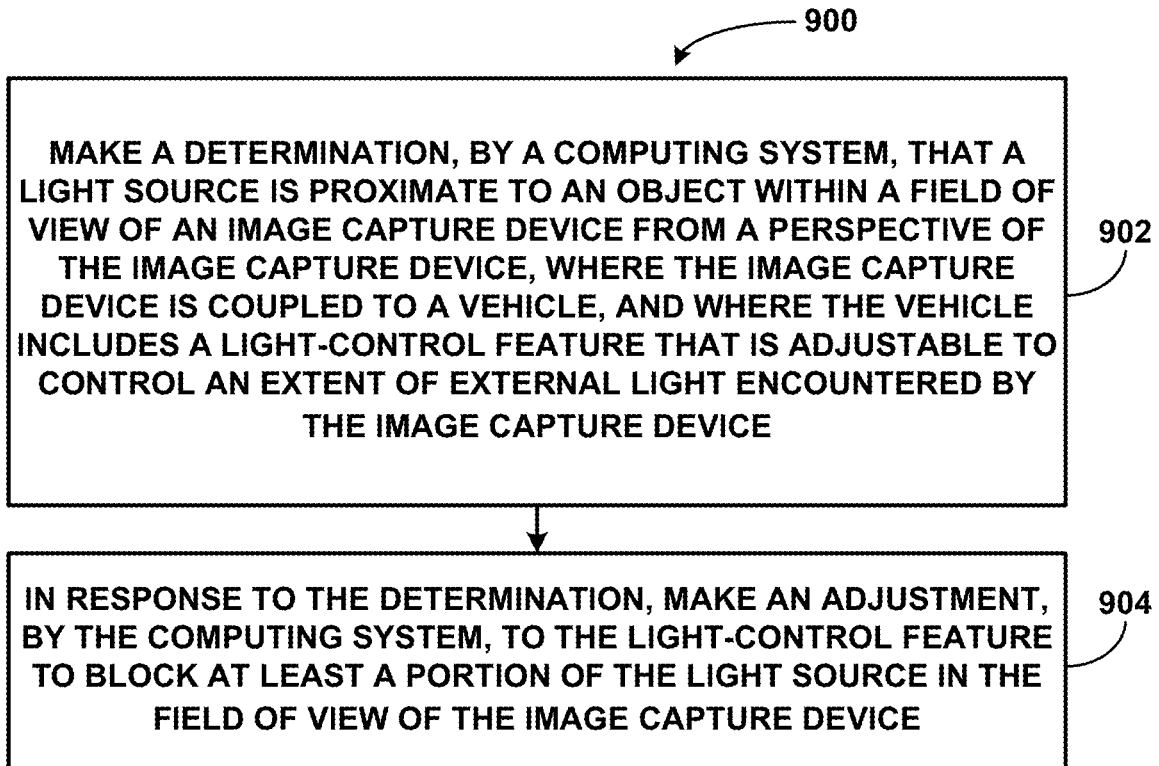 900
MAKE A DETERMINATION, BY A COMPUTING SYSTEM, THAT A
LIGHT SOURCE IS PROXIMATE TO AN OBJECT WITHIN A FIELD OF
VIEW OF AN IMAGE CAPTURE DEVICE FROM A PERSPECTIVE OF
THE IMAGE CAPTURE DEVICE, WHERE THE IMAGE CAPTURE
DEVICE IS COUPLED TO A VEHICLE, AND WHERE THE VEHICLE
INCLUDES A LIGHT-CONTROL FEATURE THAT IS ADJUSTABLE TO
CONTROL AN EXTENT OF EXTERNAL LIGHT ENCOUNTERED BY
THE IMAGE CAPTURE DEVICE
902
IN RESPONSE TO THE DETERMINATION, MAKE AN ADJUSTMENT,
BY THE COMPUTING SYSTEM, TO THE LIGHT-CONTROL FEATURE
TO BLOCK AT LEAST A PORTION OF THE LIGHT SOURCE IN THE
FIELD OF VIEW OF THE IMAGE CAPTURE DEVICE
904